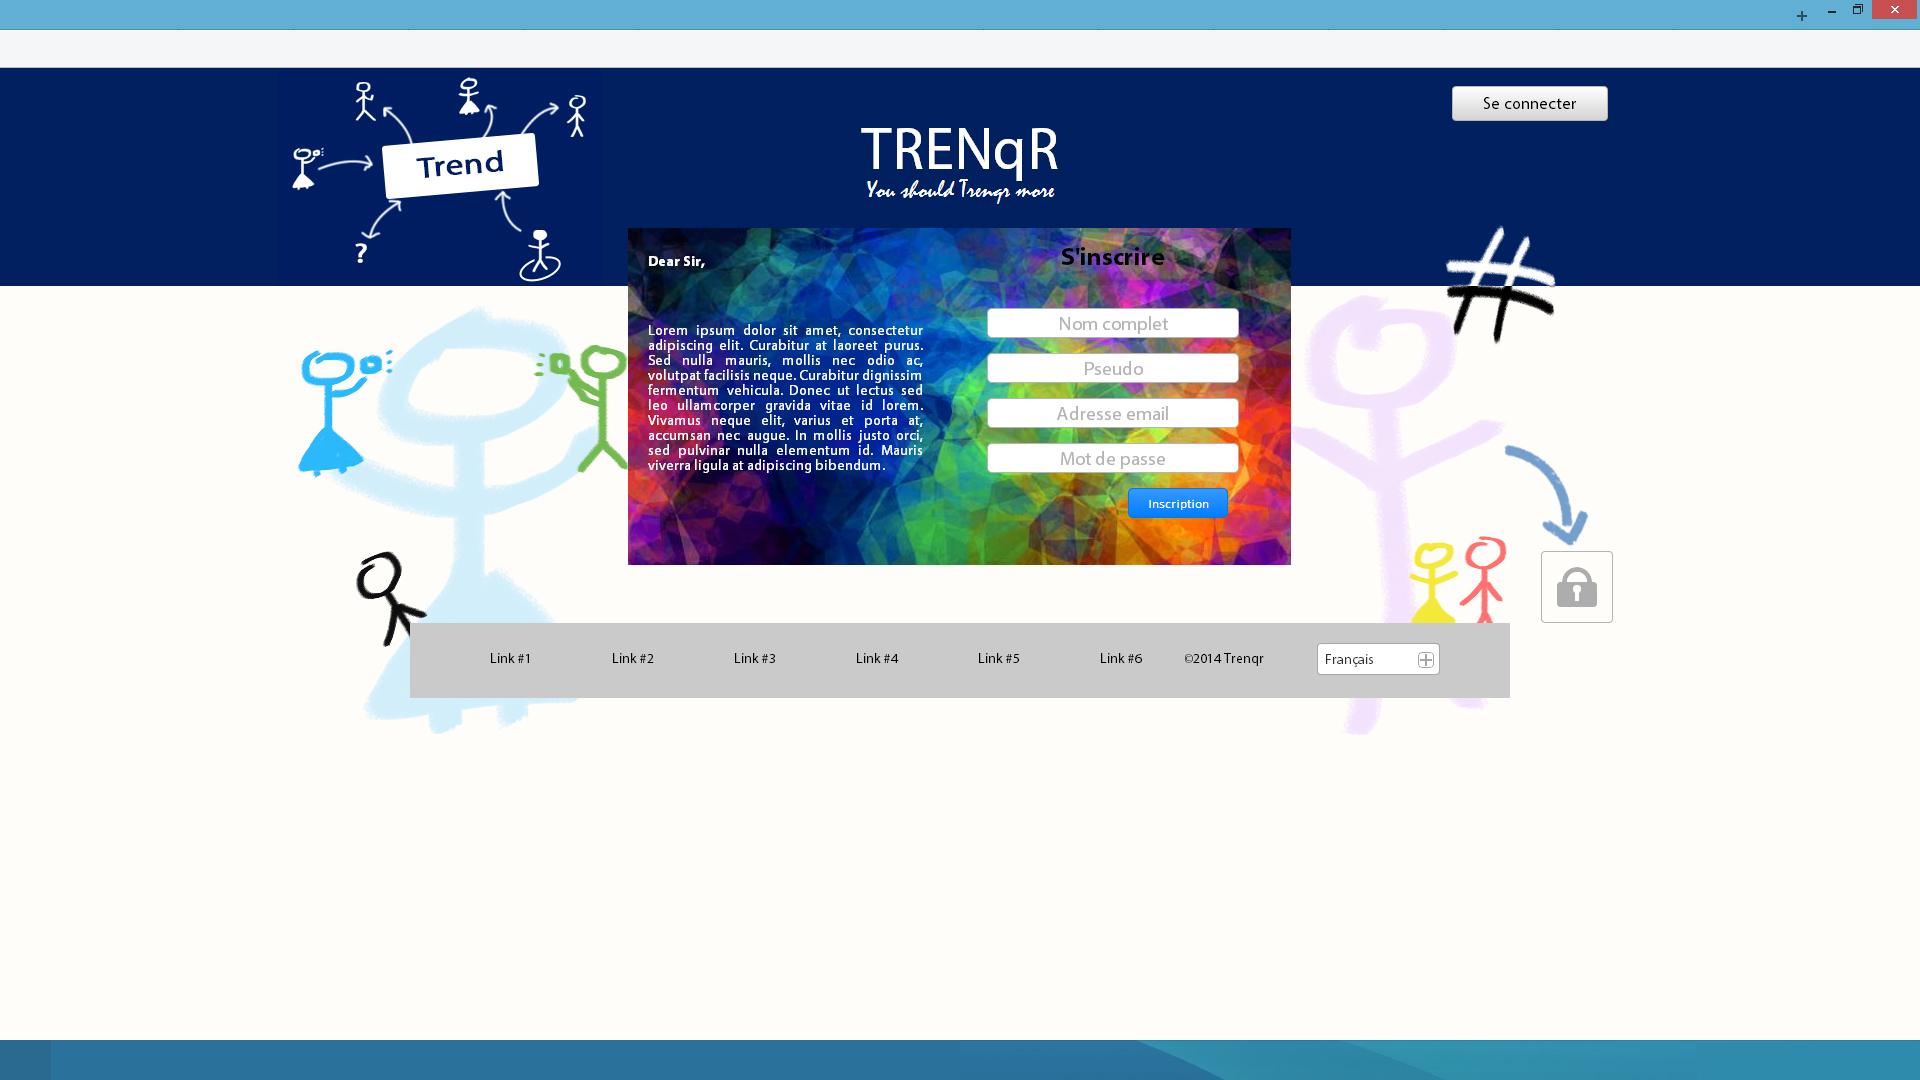 Se connecter
Trend
?
TRENqR
You should Trenqr more
#
Dear Sir,
Lorem ipsum dolor sit amet, consectetur
adipiscing elit. Curabitur at laoreet purus.
Sed nulla mauris, mollis nec odio ac,
volutpat facilisis neque. Curabitur dignissim
fermentum vehicula. Donec ut lectus sed
leo ullamcorper gravida vitae id lorem.
Vivamus neque elit, varius et porta at,
accumsan nec augue. In mollis justo orci,
sed pulvinar nulla elementum id. Mauris
viverra ligula at adipiscing bibendum.
S'inscrire
Nom complet
Pseudo
Adresse email
Mot de passe
Inscription
Link #1 Link #2 Link #3 Link #4 Link #5 Link #6 ©2014 Trenqr Français